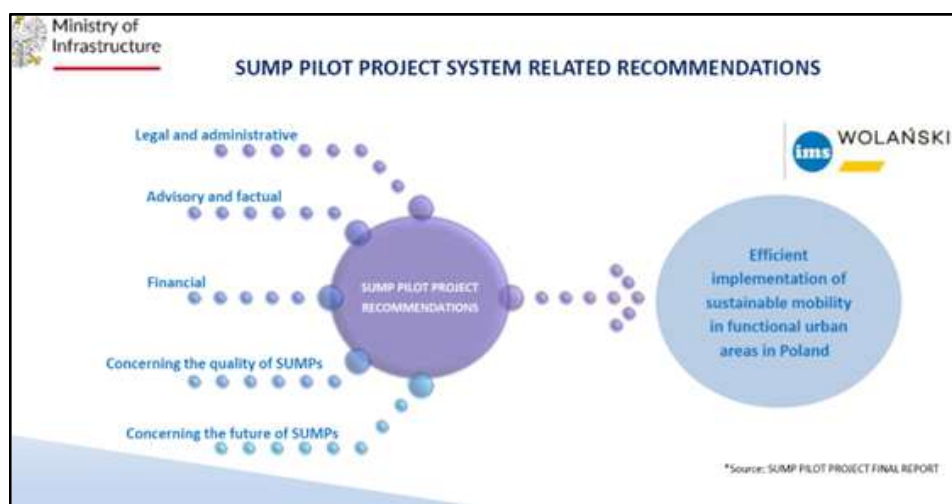 Ministry of
Infrastructure
SUMP PILOT PROJECT SYSTEM RELATED RECOMMENDATIONS
Legal and administrative
ims
WOLAŃSKI
Advisory and factual
Financial
SUMP PILOT PROJECT
RECOMMENDATIONS
Efficient
implementation of
sustainable mobility
in functional urban
areas in Poland
Concerning the quality of SUMPs
Concerning the future of SUMPs
*Source: SUMP PILOT PROJECT FINAL REPORT